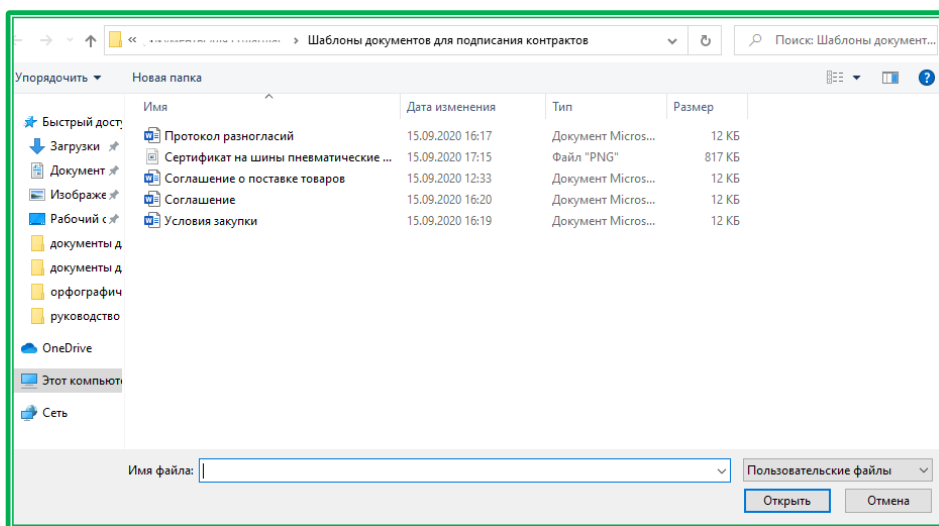 « › Шаблоны документов для подписания контрактов
Поиск: Шаблоны документ...
Упорядочить Новая папка
Имя Дата изменения Тип Размер
Быстрый дост
Загрузки
Документ
Изображе
Рабочий с
документы д
документы д
орфографич
руководство
OneDrive
Этот компьют
Сеть
Протокол разногласий 15.09.2020 16:17 Документ Micros... 12 КБ
Сертификат на шины пневматические ... 15.09.2020 17:15 Файл "PNG" 817 КБ
Соглашение о поставке товаров 15.09.2020 12:33 Документ Micros... 12 КБ
Соглашение 15.09.2020 16:20 Документ Micros... 12 КБ
Условия закупки 15.09.2020 16:19 Документ Micros... 12 КБ
Имя файла:
Пользовательские файлы
Открыть Отмена